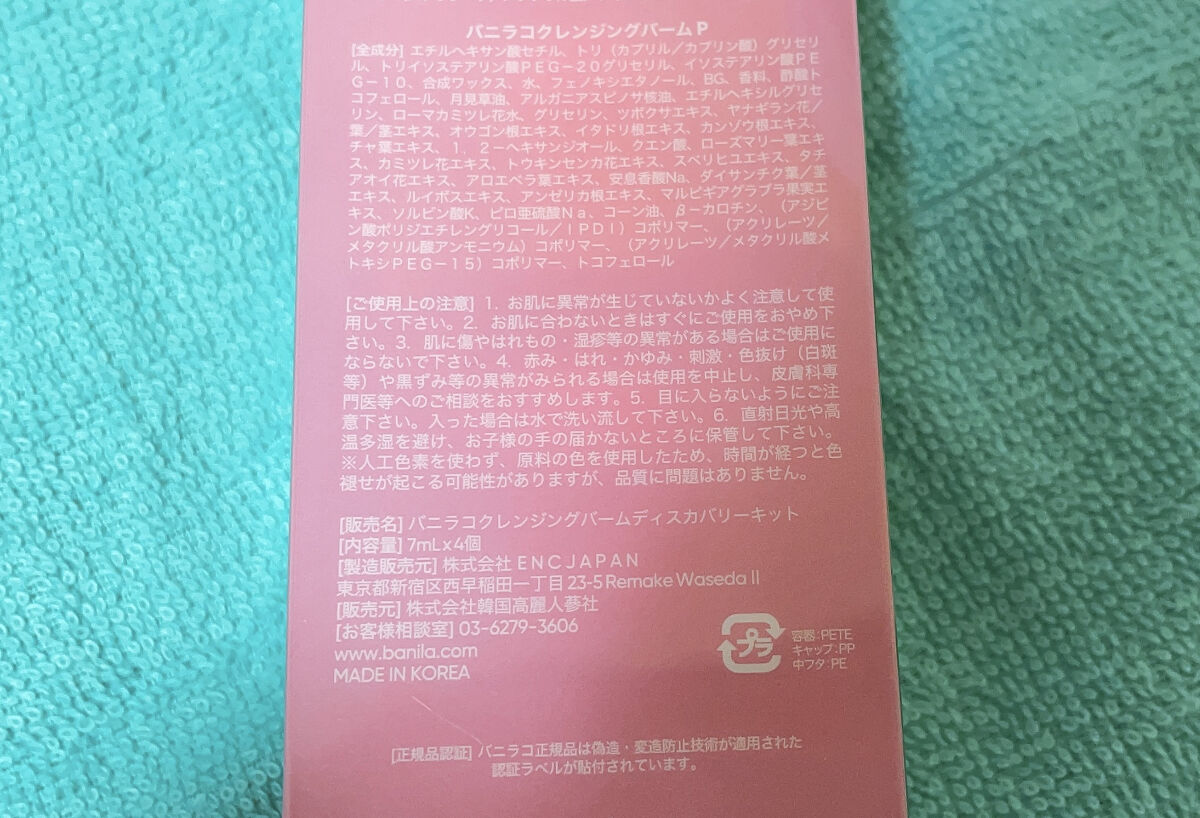 バニラコクレンジングバームP
[全成分] エチルヘキサン酸セチル、トリ（カプリル／カプリン酸）グリセリ
ル、トリイソステアリン酸PEG－20グリセリル、イソステアリン酸PE
G－10、合成ワックス、水、フェノキシエタノール、BG、香料、酢酸ト
コフェロール、月見草油、アルガニアスピノサ核油、エチルヘキシルグリセ
リン、ローマカミツレ花水、グリセリン、ツボクサエキス、ヤナギラン花／
葉／茎エキス、オウゴン根エキス、イタドリ根エキス、カンゾウ根エキス、
チャ葉エキス、1，2－ヘキサンジオール、クエン酸、ローズマリー葉エキ
ス、カミツレ花エキス、トウキンセンカ花エキス、スベリヒユエキス、タチ
アオイ花エキス、アロエベラ葉エキス、安息香酸Na、ダイサンチク葉／茎
エキス、ルイボスエキス、アンゼリカ根エキス、マルピギアグラブラ果実エ
キス、ソルビン酸K、ピロ亜硫酸Na、コーン油、β－カロチン、（アジピ
ン酸ポリジエチレングリコール／IPDI）コポリマー、（アクリレーツ／
メタクリル酸アンモニウム）コポリマー、（アクリレーツ／メタクリル酸メ
トキシPEG－15）コポリマー、トコフェロール
[ご使用上の注意] 1．お肌に異常が生じていないかよく注意して使
用して下さい。2．お肌に合わないときはすぐにご使用をおやめ下
さい。3．肌に傷やはれもの・湿疹等の異常がある場合はご使用に
ならないで下さい。4．赤み・はれ・かゆみ・刺激・色抜け（白斑
等）や黒ずみ等の異常がみられる場合は使用を中止し、皮膚科専
門医等へのご相談をおすすめします。5．目に入らないようにご注
意下さい。入った場合は水で洗い流して下さい。6．直射日光や高
温多湿を避け、お子様の手の届かないところに保管して下さい。
※人工色素を使わず、原料の色を使用したため、時間が経つと色
褪せが起こる可能性がありますが、品質に問題はありません。
[販売名] バニラコクレンジングバームディスカバリーキット
[内容量] 7mLx4個
[製造販売元] 株式会社 ENCJAPAN
東京都新宿区西早稲田一丁目23-5 Remake Waseda II
[販売元] 株式会社韓国高麗人蔘社
[お客様相談室] 03-6279-3606
www.banila.com
MADE IN KOREA
プラ
容器:PETE
キャップ:PP
中フタ:PE
[正規品認証] バニラコ正規品は偽造・変造防止技術が適用された
認証ラベルが貼付されています。